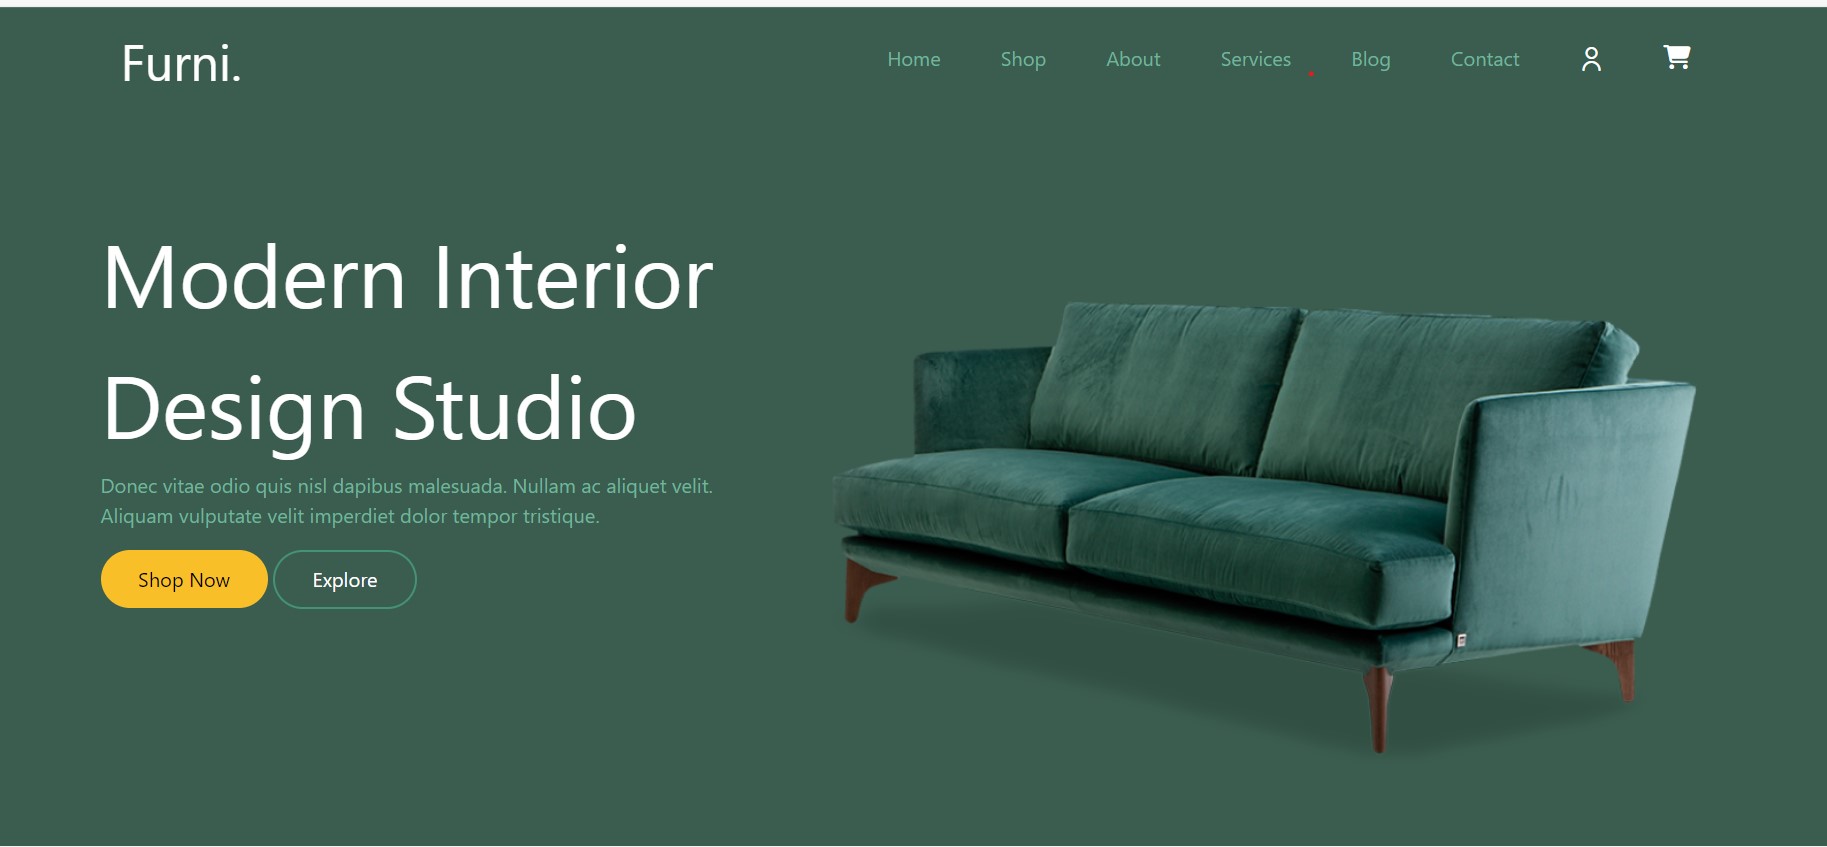 Furni.
Home Shop About Services Blog Contact
Modern Interior
Design Studio
Donec vitae odio quis nisl dapibus malesuada. Nullam ac aliquet velit.
Aliquam vulputate velit imperdiet dolor tempor tristique.
Shop Now Explore